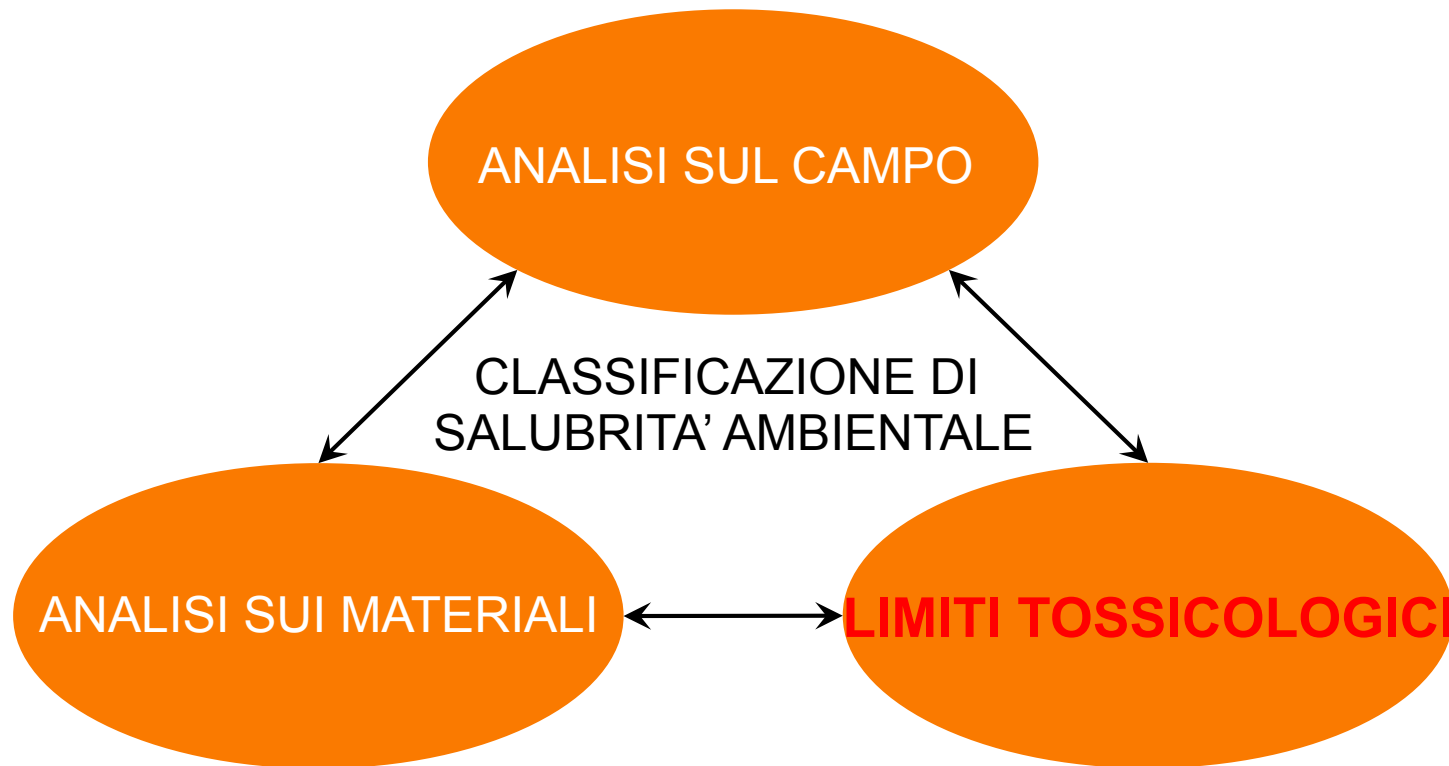 ANALISI SUL CAMPO
CLASSIFICAZIONE DI
SALUBRITA’ AMBIENTALE
ANALISI SUI MATERIALI
LIMITI TOSSICOLOGICI